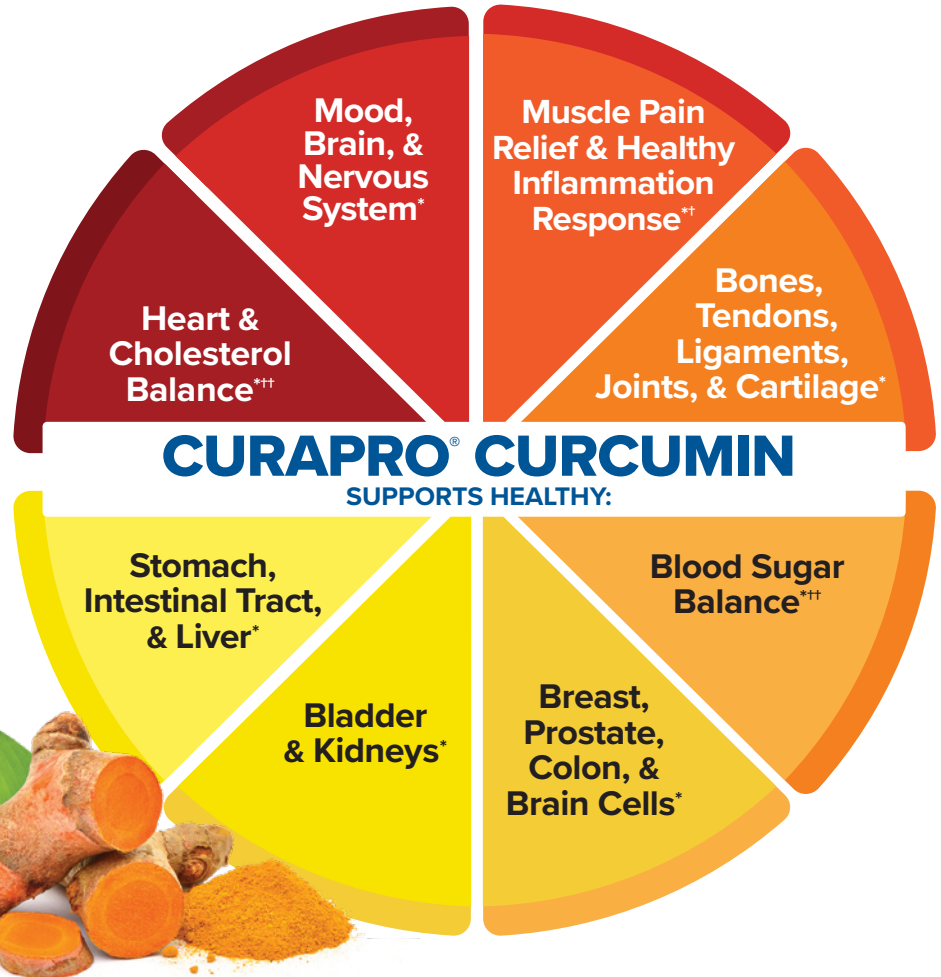 Mood,
Brain, &
Nervous
System*
Muscle Pain
Relief & Healthy
Inflammation
Response*†
Heart &
Cholesterol
Balance*††
Bones,
Tendons,
Ligaments,
Joints, & Cartilage*
CURAPRO® CURCUMIN
SUPPORTS HEALTHY:
Stomach,
Intestinal Tract,
& Liver*
Blood Sugar
Balance*††
Bladder
& Kidneys*
Breast,
Prostate,
Colon, &
Brain Cells*